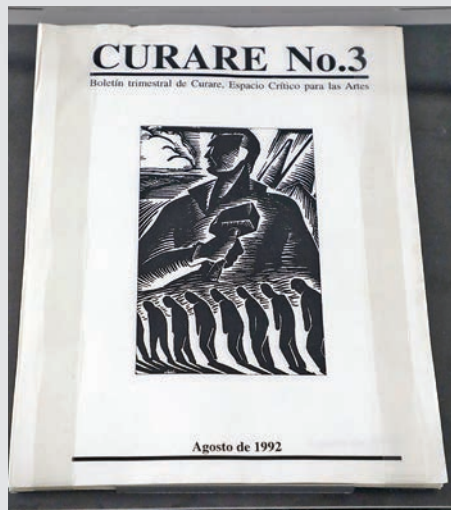 CURARE No.3
Boletín trimestral de Curare, Espacio Crítico para las Artes
Agosto de 1992